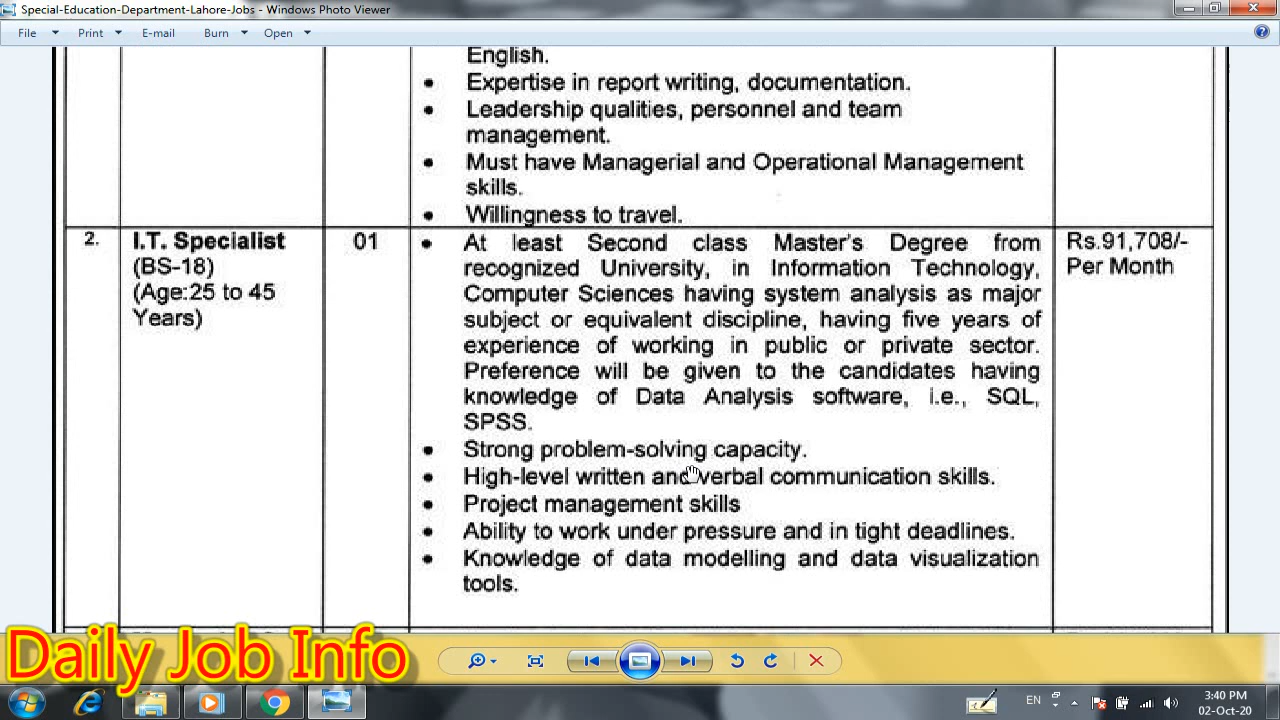 Special-Education-Department-Lahore-Jobs - Windows Photo Viewer
File Print E-mail Burn Open
English.
• Expertise in report writing, documentation.
• Leadership qualities, personnel and team
management.
• Must have Managerial and Operational Management
skills.
• Willingness to travel.
2.
I.T. Specialist
(BS-18)
(Age:25 to 45
Years)
01
• At least Second class Master's Degree from
recognized University, in Information Technology,
Computer Sciences having system analysis as major
subject or equivalent discipline, having five years of
experience of working in public or private sector.
Preference will be given to the candidates having
knowledge of Data Analysis software, i.e., SQL,
SPSS.
• Strong problem-solving capacity.
• High-level written and verbal communication skills.
• Project management skills
• Ability to work under pressure and in tight deadlines.
• Knowledge of data modelling and data visualization
tools.
Rs.91,708/-
Per Month
Daily Job Info
EN
3:40 PM
02-Oct-20